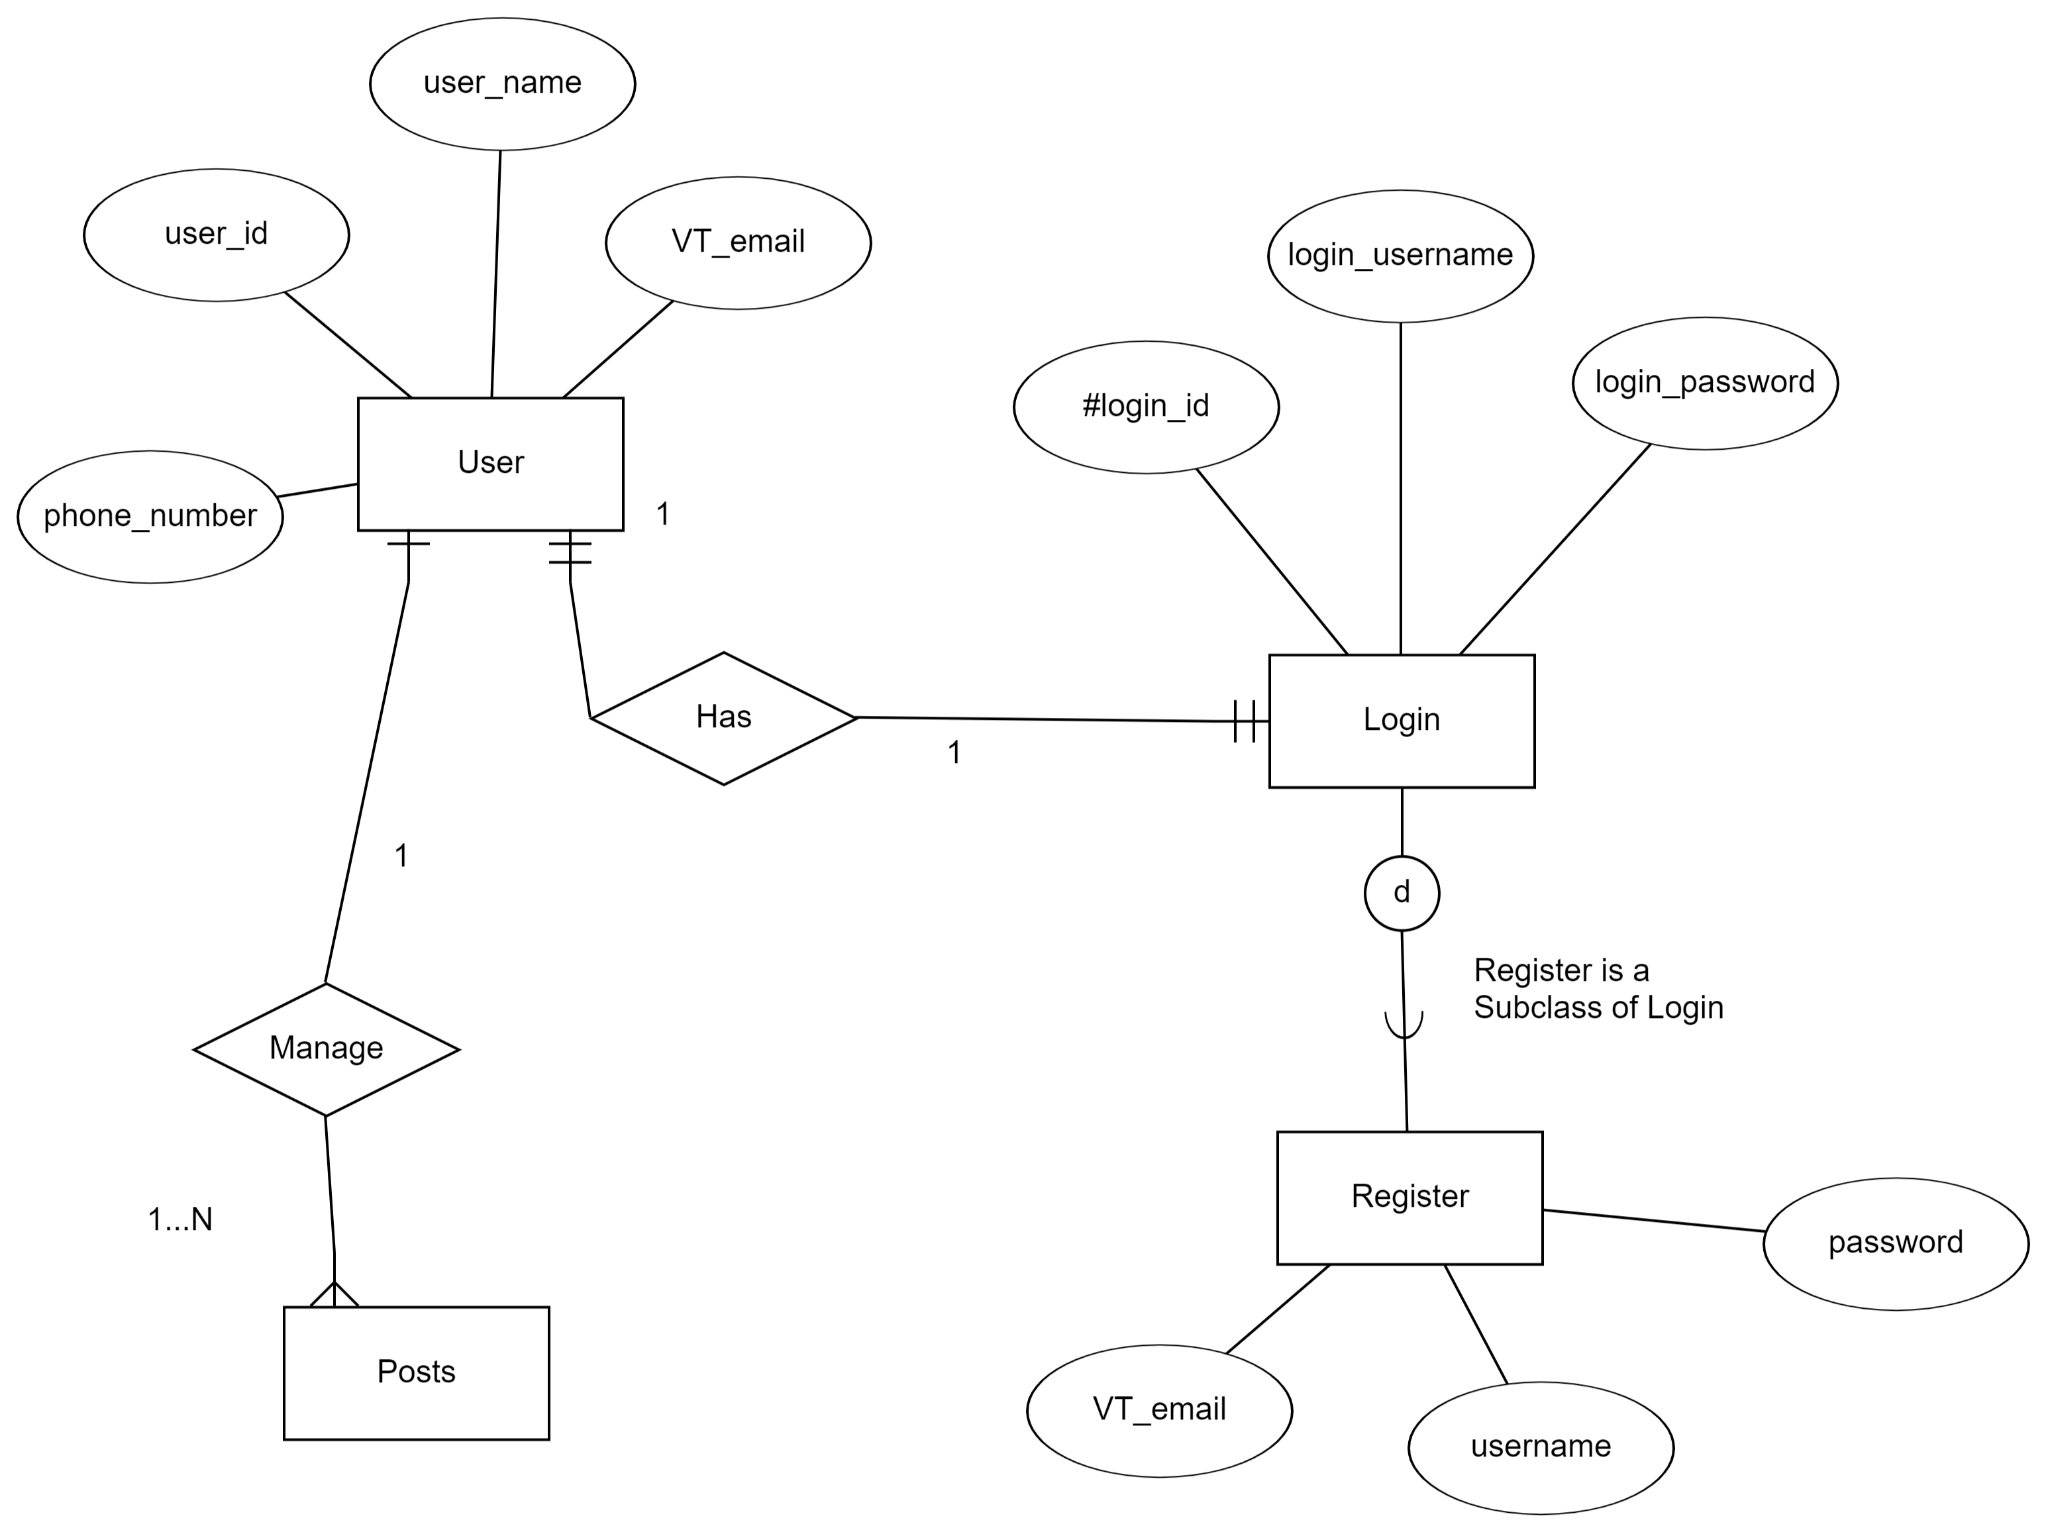 user_name
user_id
VT_email
login_username
login_password
#login_id
User
phone_number
1
Has
Login
1
1
d
Register is a
Subclass of Login
Manage
1...N
Register
password
Posts
VT_email
username